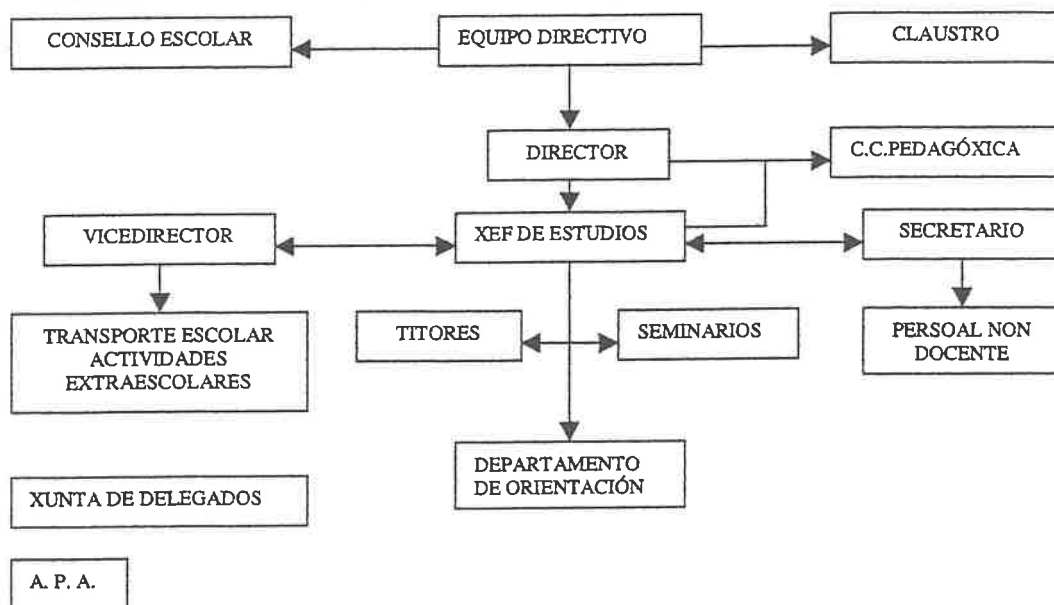 CONSELLO ESCOLAR
EQUIPO DIRECTIVO
CLAUSTRO
DIRECTOR
C.C.PEDAGÓXICA
VICEDIRECTOR
XEF DE ESTUDIOS
SECRETARIO
TRANSPORTE ESCOLAR
ACTIVIDADES
EXTRAESCOLARES
TITORES
SEMINARIOS
PERSOAL NON
DOCENTE
DEPARTAMENTO
DE ORIENTACIÓN
XUNTA DE DELEGADOS
A. P. A.